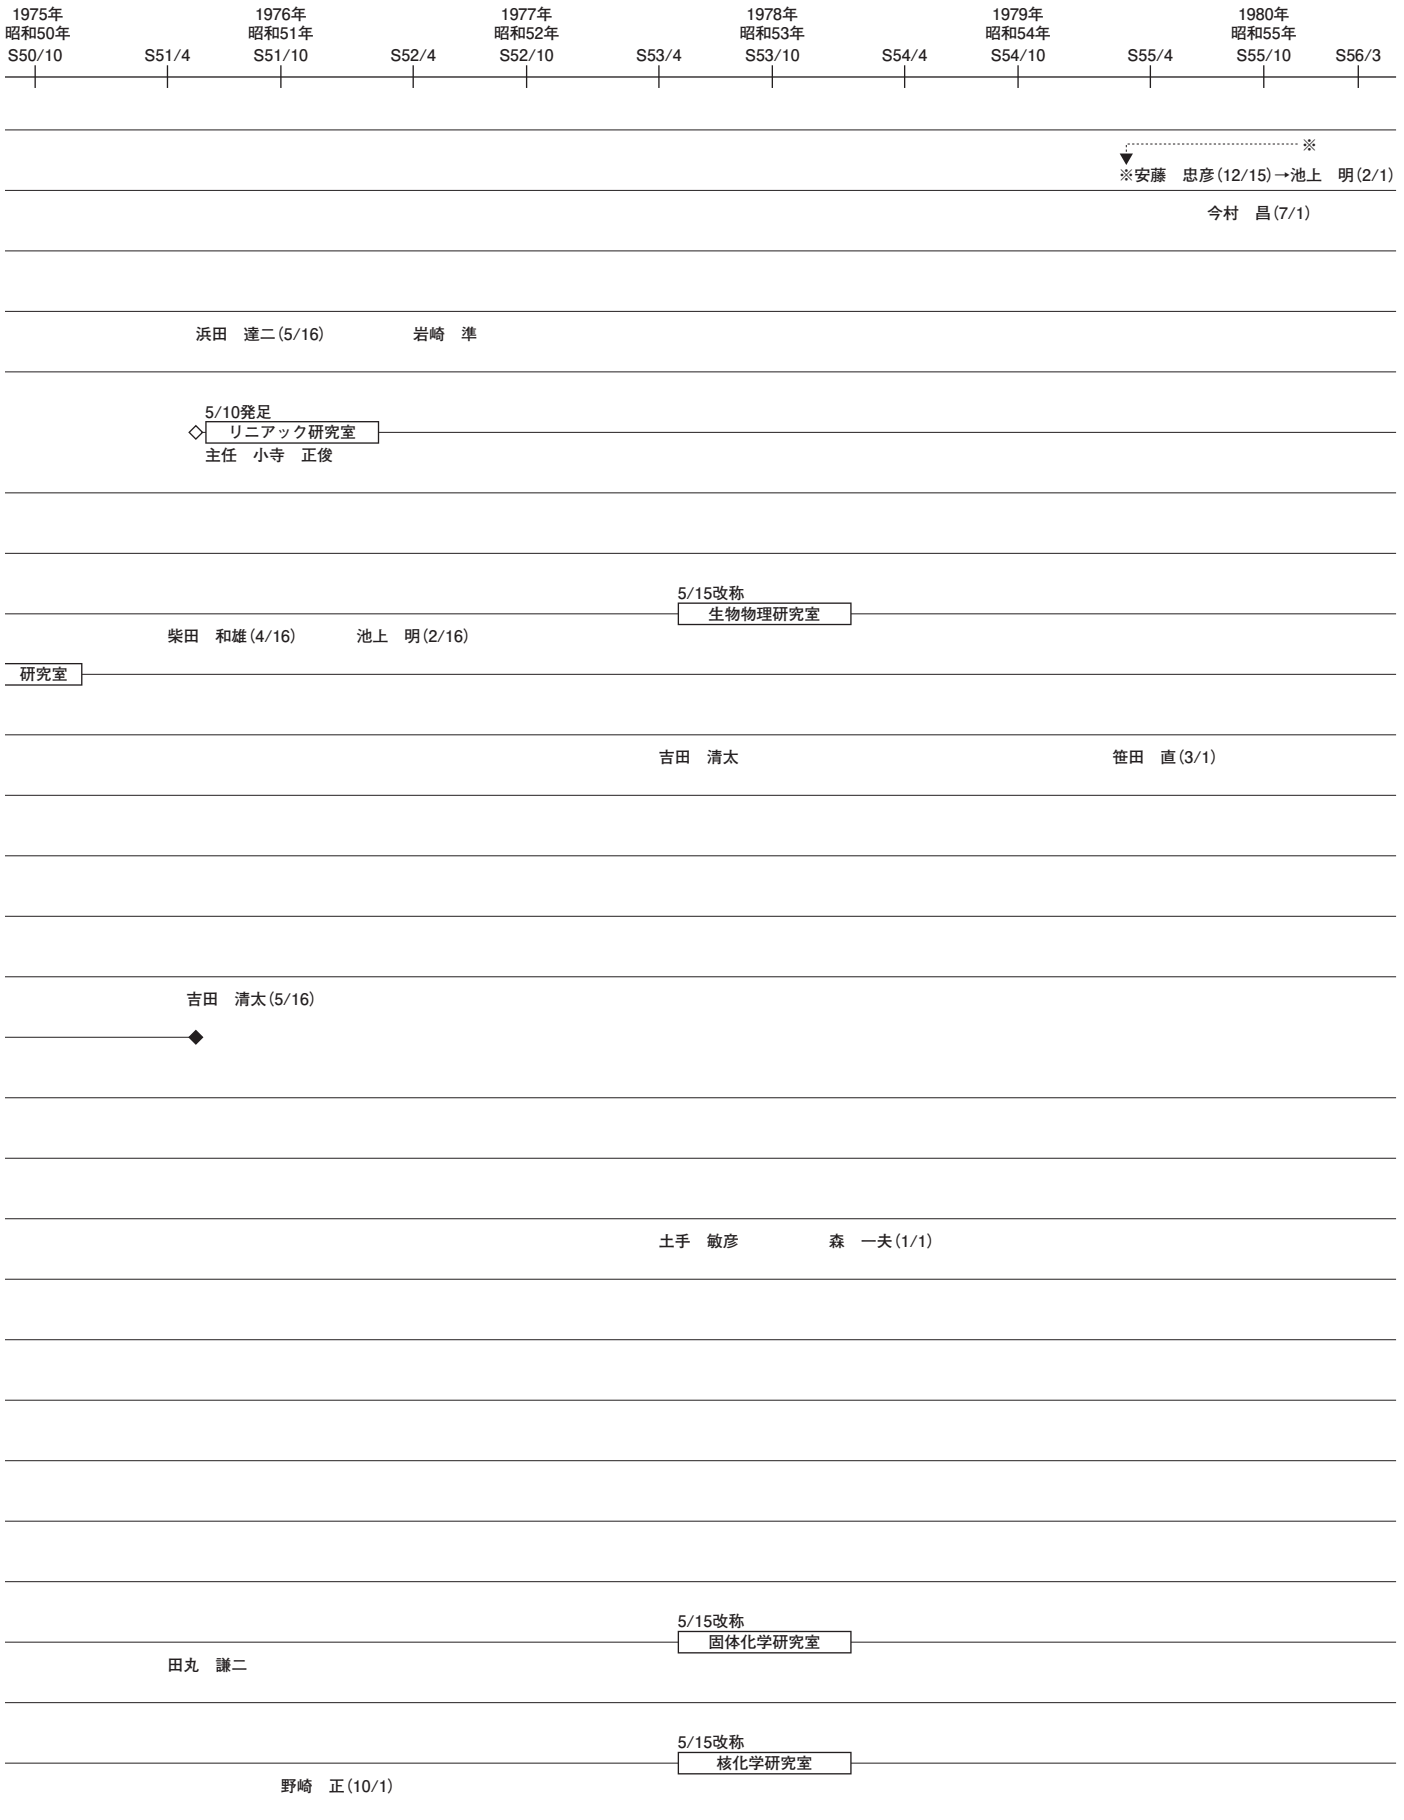 1975年 1976年 1977年 1978年 1979年 1980年
昭和50年 昭和51年 昭和52年 昭和53年 昭和54年 昭和55年
S50/10 S51/4 S51/10 S52/4 S52/10 S53/4 S53/10 S54/4 S54/10 S55/4 S55/10 S56/3
※
※安藤　忠彦(12/15)→池上　明(2/1)
今村　昌(7/1)
浜田　達二(5/16) 岩崎　準
5/10発足
リニアック研究室
主任　小寺　正俊
5/15改称
生物物理研究室
柴田　和雄(4/16) 池上　明(2/16)
研究室
吉田　清太 笹田　直(3/1)
吉田　清太(5/16)
土手　敏彦 森　一夫(1/1)
5/15改称
固体化学研究室
田丸　謙二
5/15改称
核化学研究室
野崎　正(10/1)